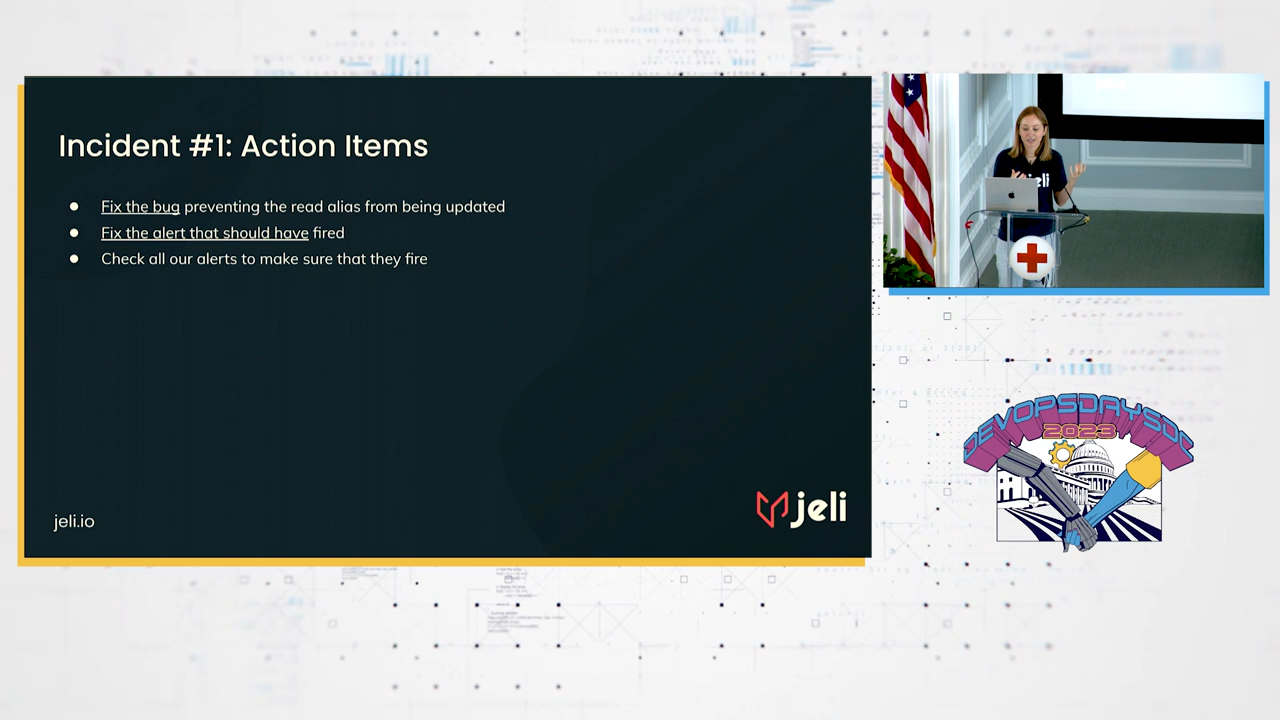 Incident #1: Action Items
Fix the bug preventing the read alias from being updated
Fix the alert that should have fired
Check all our alerts to make sure that they fire
jeli.io
jeli
jeli
DEVOPSDAYSDC
2023